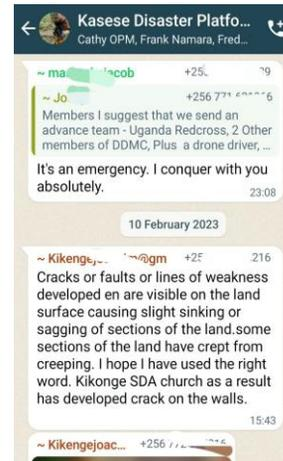 Kasese Disaster Platfo...
Cathy OPM, Frank Namara, Fred...
+256 771
Members I suggest that we send an
advance team - Uganda Redcross, 2 Other
members of DDMC, Plus a drone driver, ...
It's an emergency. I conquer with you
absolutely.
23:08
10 February 2023
216
Cracks or faults or lines of weakness
developed en are visible on the land
surface causing slight sinking or
sagging of sections of the land.some
sections of the land have crept from
creeping. I hope I have used the right
word. Kikonge SDA church as a result
has developed crack on the walls.
15:43
~ Kikengejoac... +256